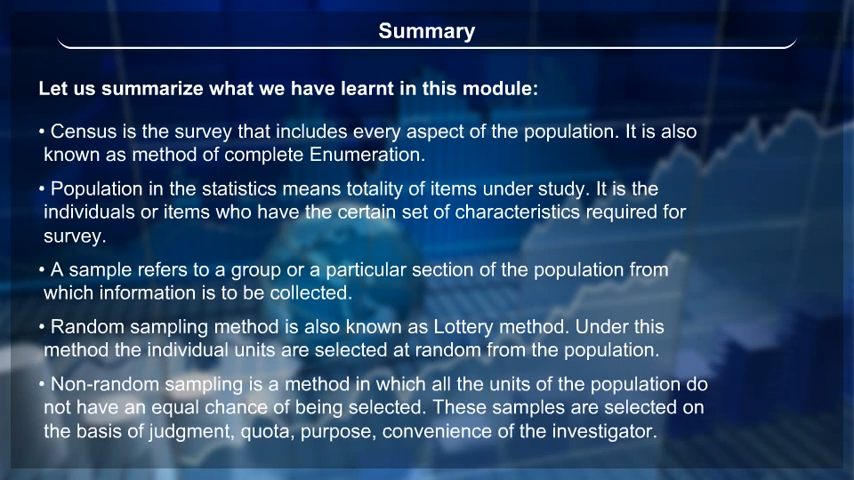 Summary
Let us summarize what we have learnt in this module:
• Census is the survey that includes every aspect of the population. It is also
known as method of complete Enumeration.
• Population in the statistics means totality of items under study. It is the
individuals or items who have the certain set of characteristics required for
survey.
• A sample refers to a group or a particular section of the population from
which information is to be collected.
• Random sampling method is also known as Lottery method. Under this
method the individual units are selected at random from the population.
• Non-random sampling is a method in which all the units of the population do
not have an equal chance of being selected. These samples are selected on
the basis of judgment, quota, purpose, convenience of the investigator.